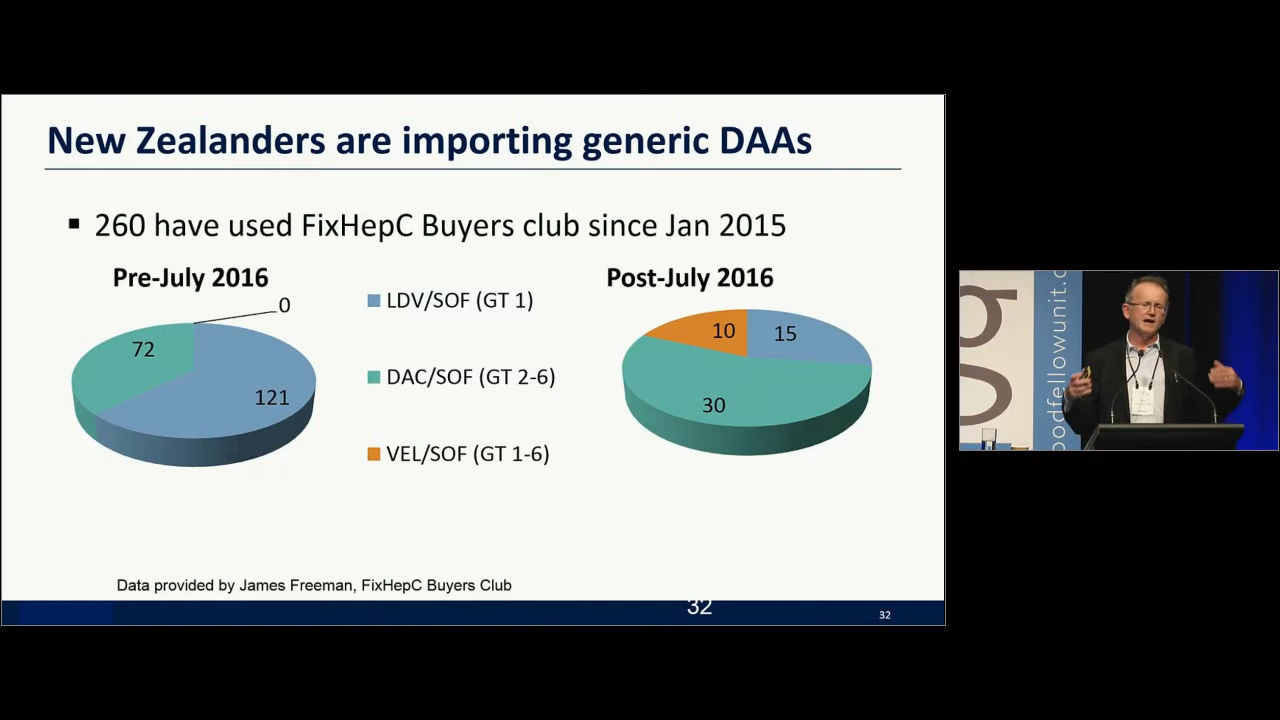 New Zealanders are importing generic DAAs
▪ 260 have used FixHepC Buyers club since Jan 2015
Pre-July 2016
Post-July 2016
0
72
121
LDV/SOF (GT 1)
DAC/SOF (GT 2-6)
VEL/SOF (GT 1-6)
10
15
30
Data provided by James Freeman, FixHepC Buyers Club
32
32
g
oodfellowunit.c